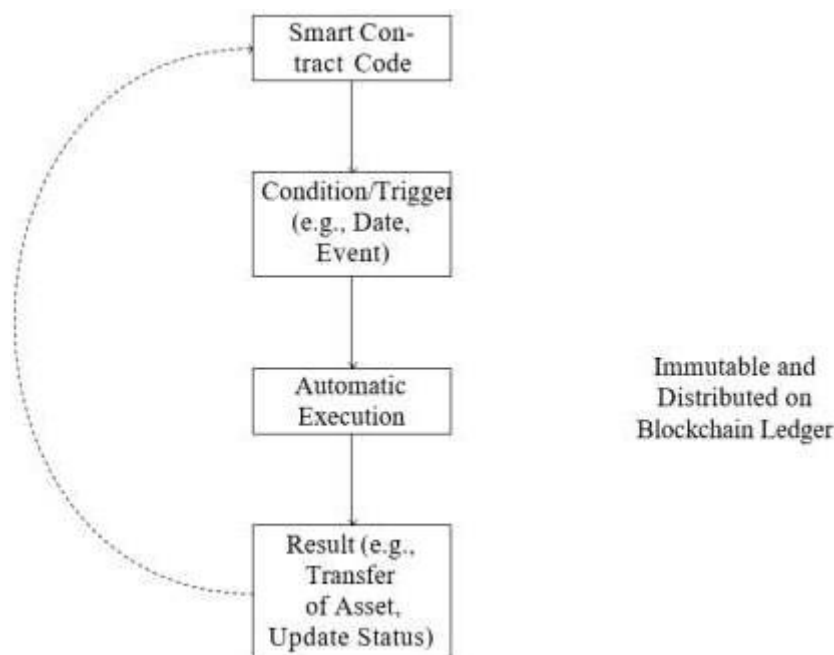 Smart Con-
tract Code
Condition/Trigger
(e.g., Date,
Event)
Automatic
Execution
Immutable and
Distributed on
Blockchain Ledger
Result (e.g.,
Transfer
of Asset,
Update Status)